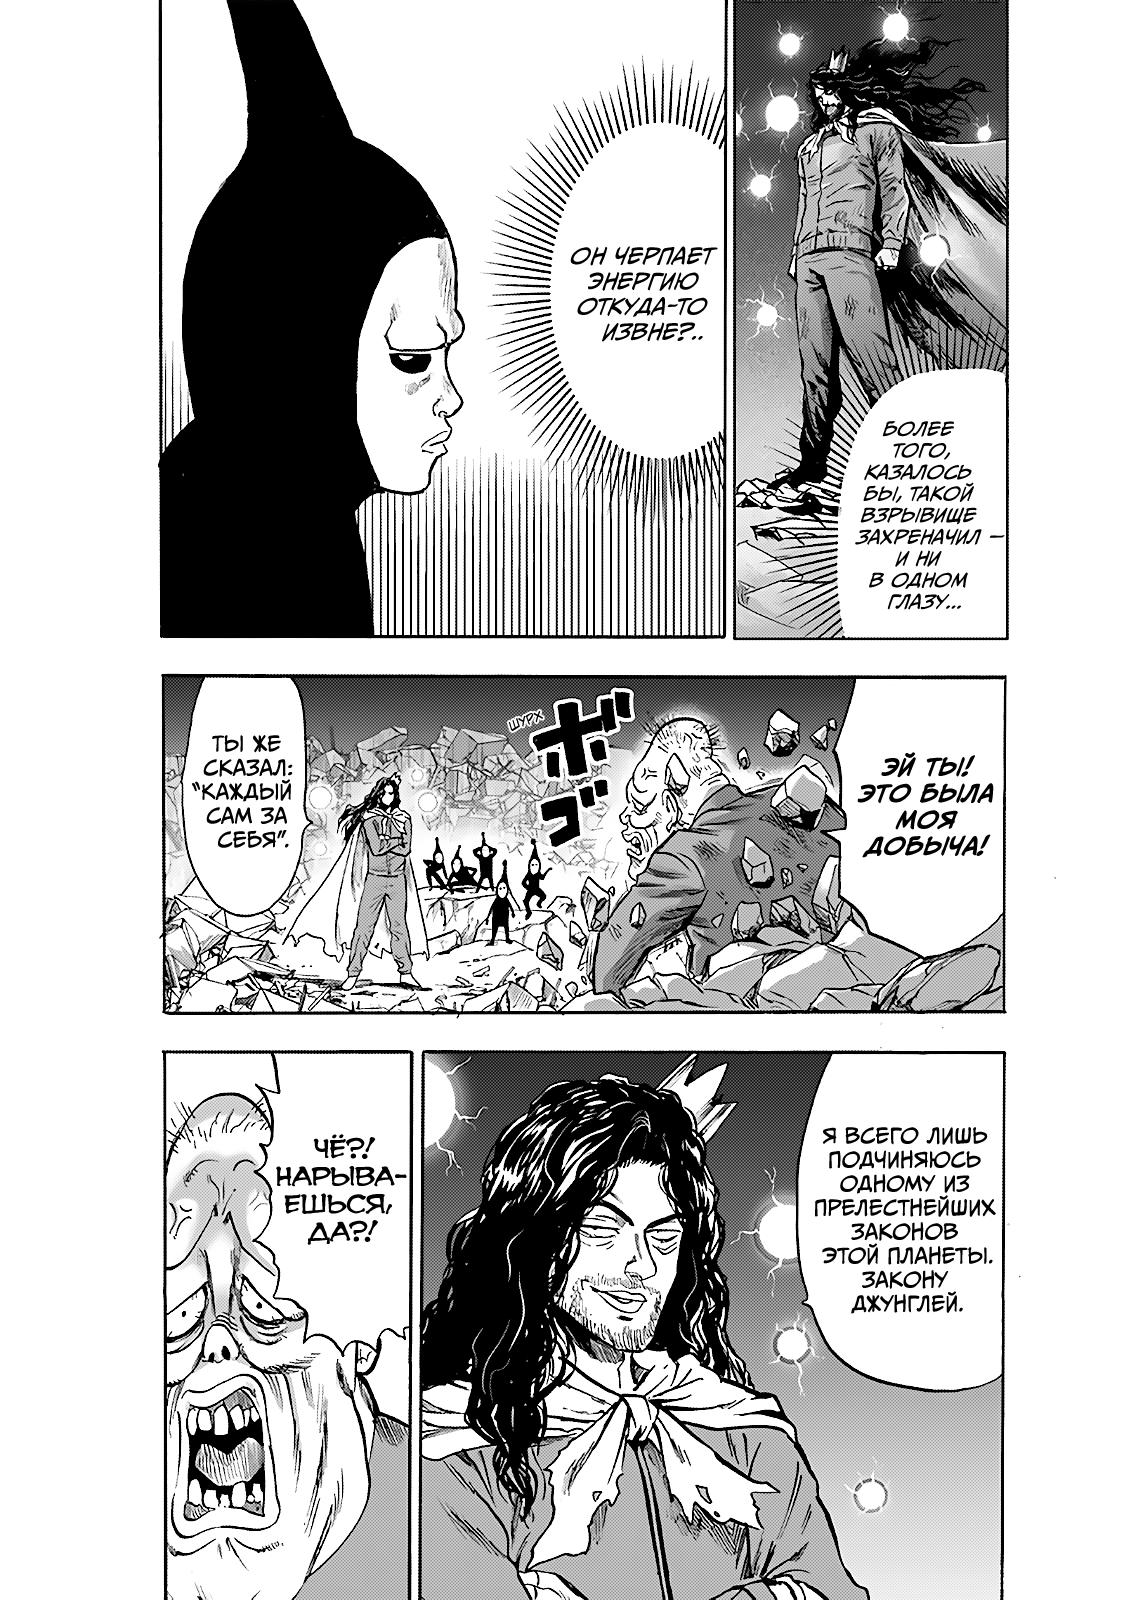 БОЛЕЕ
ТОГО,
КАЗАЛОСЬ
БЫ, ТАКОЙ
ВЗРЫВИЩЕ
ЗАХРЕНАЧИЛ –
И НИ
В ОДНОМ
ГЛАЗУ...
ОН ЧЕРПАЕТ
ЭНЕРГИЮ
ОТКУДА-ТО
ИЗВНЕ?..
ЭЙ ТЫ!
ЭТО БЫЛА
МОЯ
ДОБЫЧА!
ШУРХ
ボゴ
ТЫ ЖЕ
СКАЗАЛ:
"КАЖДЫЙ
САМ ЗА
СЕБЯ".
Я ВСЕГО ЛИШЬ
ПОДЧИНЯЮСЬ
ОДНОМУ ИЗ
ПРЕЛЕСТНЕЙШИХ
ЗАКОНОВ
ЭТОЙ ПЛАНЕТЫ.
ЗАКОНУ
ДЖУНГЛЕЙ.
ЧЁ?!
НАРЫВА-
ЕШЬСЯ,
ДА?!